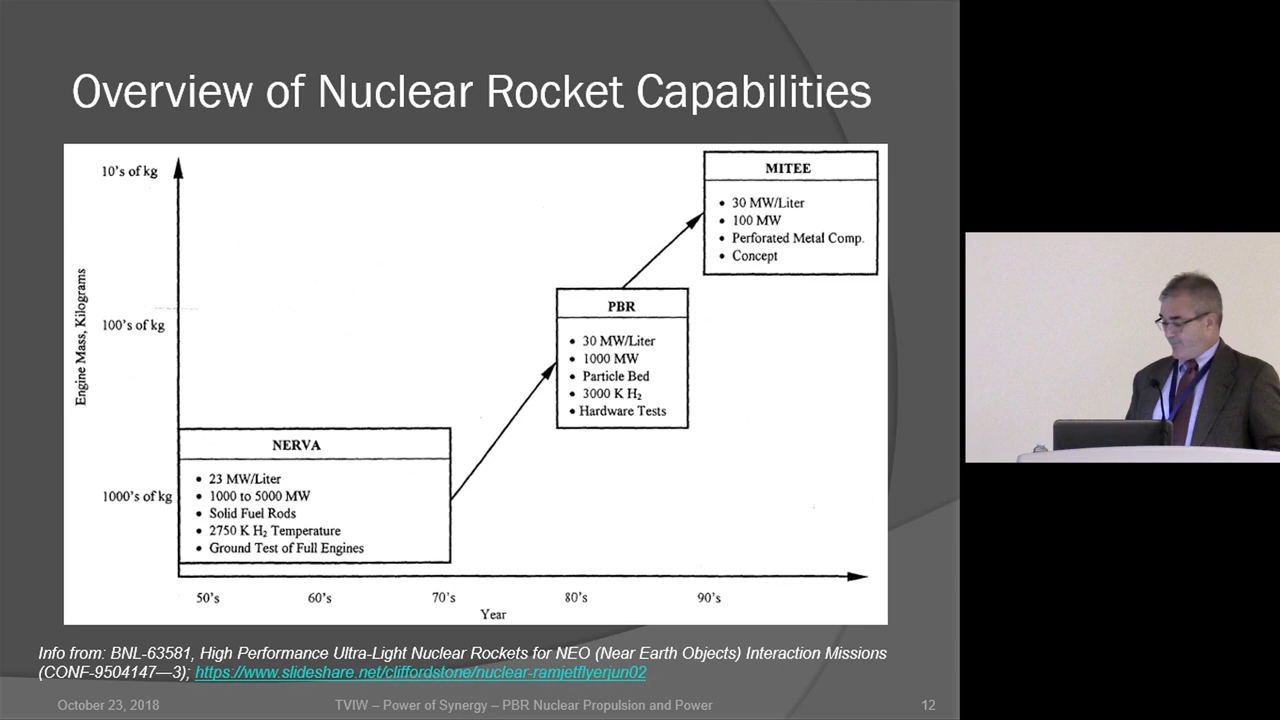 Overview of Nuclear Rocket Capabilities
10's of kg
100's of kg
1000's of kg
Engine Mass, Kilograms
MITEE
• 30 MW/Liter
• 100 MW
• Perforated Metal Comp.
• Concept
PBR
• 30 MW/Liter
• 1000 MW
• Particle Bed
• 3000 K H₂
• Hardware Tests
NERVA
• 23 MW/Liter
• 1000 to 5000 MW
• Solid Fuel Rods
• 2750 K H₂ Temperature
• Ground Test of Full Engines
50's 60's 70's 80's 90's
Year
Info from: BNL-63581, High Performance Ultra-Light Nuclear Rockets for NEO (Near Earth Objects) Interaction Missions
(CONF-9504147—3); https://www.slideshare.net/cliffordstone/nuclear-ramjetflyerjun02
October 23, 2018 TVIW – Power of Synergy – PBR Nuclear Propulsion and Power 12